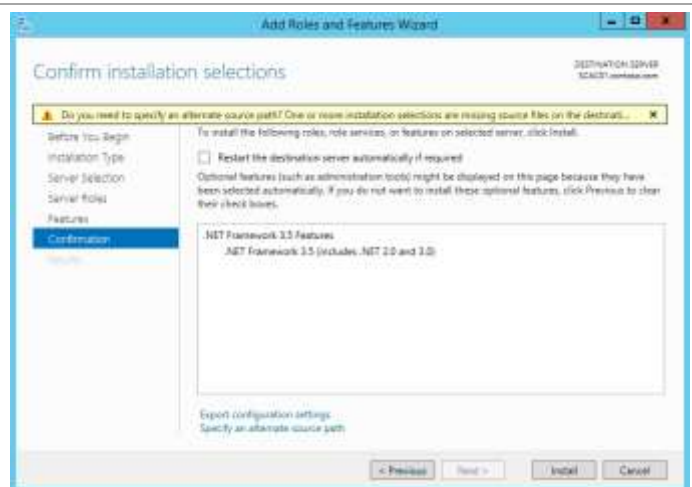 Add Roles and Features Wizard
Confirm installation selections
DESTINATION SERVER
Do you need to specify an alternate source path? One or more installation selections are missing source files on the destinati...
Before You Begin
Installation Type
Server Selection
Server Roles
Features
Confirmation
Results
To install the following roles, role services, or features on selected server, click Install.
Restart the destination server automatically if required
Optional features (such as administration tools) might be displayed on this page because they have
been selected automatically. If you do not want to install these optional features, click Previous to clear
their check boxes.
.NET Framework 3.5 Features
.NET Framework 3.5 (includes .NET 2.0 and 3.0)
Export configuration settings
Specify an alternate source path
< Previous
Next >
Install
Cancel